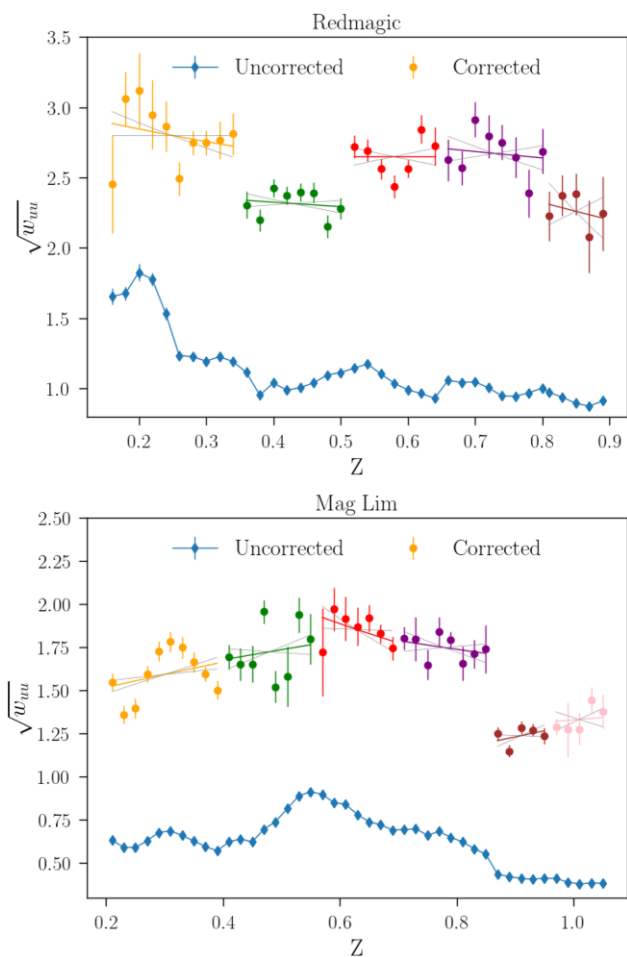 Redmagic
Uncorrected Corrected
3.5
3.0
2.5
2.0
1.5
1.0
√w_uu
0.2 0.3 0.4 0.5 0.6 0.7 0.8 0.9
Z
Mag Lim
Uncorrected Corrected
2.50
2.25
2.00
1.75
1.50
1.25
1.00
0.75
0.50
√w_uu
0.2 0.4 0.6 0.8 1.0
Z